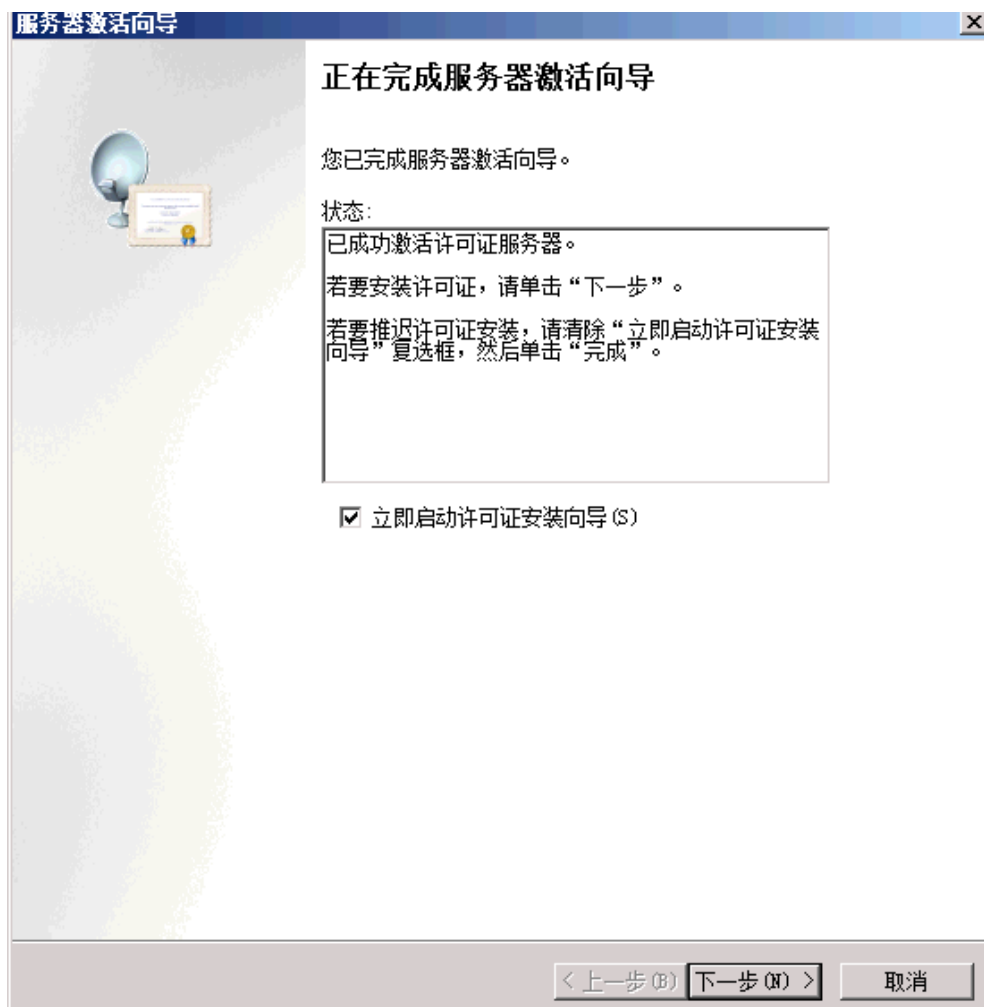 服务器激活向导
正在完成服务器激活向导
您已完成服务器激活向导。
状态:
已成功激活许可证服务器。
若要安装许可证，请单击“下一步”。
若要推迟许可证安装，请清除“立即启动许可证安装
向导”复选框，然后单击“完成”。
立即启动许可证安装向导(S)
< 上一步(B) 下一步(N) > 取消